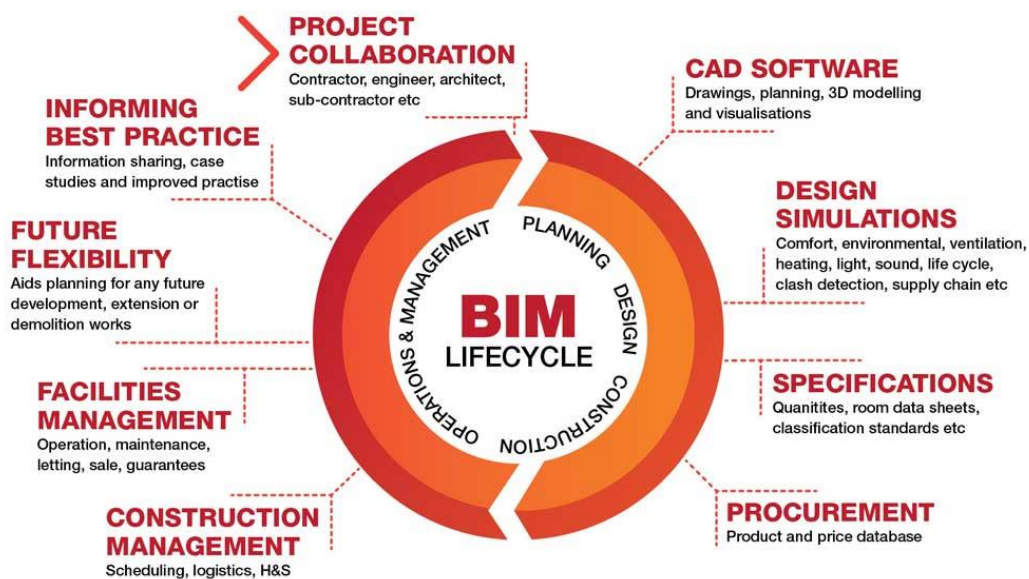 PROJECT
COLLABORATION
Contractor, engineer, architect,
sub-contractor etc
CAD SOFTWARE
Drawings, planning, 3D modelling
and visualisations
DESIGN
SIMULATIONS
Comfort, environmental, ventilation,
heating, light, sound, life cycle,
clash detection, supply chain etc
SPECIFICATIONS
Quanitites, room data sheets,
classification standards etc
PROCUREMENT
Product and price database
CONSTRUCTION
MANAGEMENT
Scheduling, logistics, H&S
FACILITIES
MANAGEMENT
Operation, maintenance,
letting, sale, guarantees
FUTURE
FLEXIBILITY
Aids planning for any future
development, extension or
demolition works
INFORMING
BEST PRACTICE
Information sharing, case
studies and improved practise
PLANNING
DESIGN
CONSTRUCTION
OPERATIONS & MANAGEMENT
BIM
LIFECYCLE